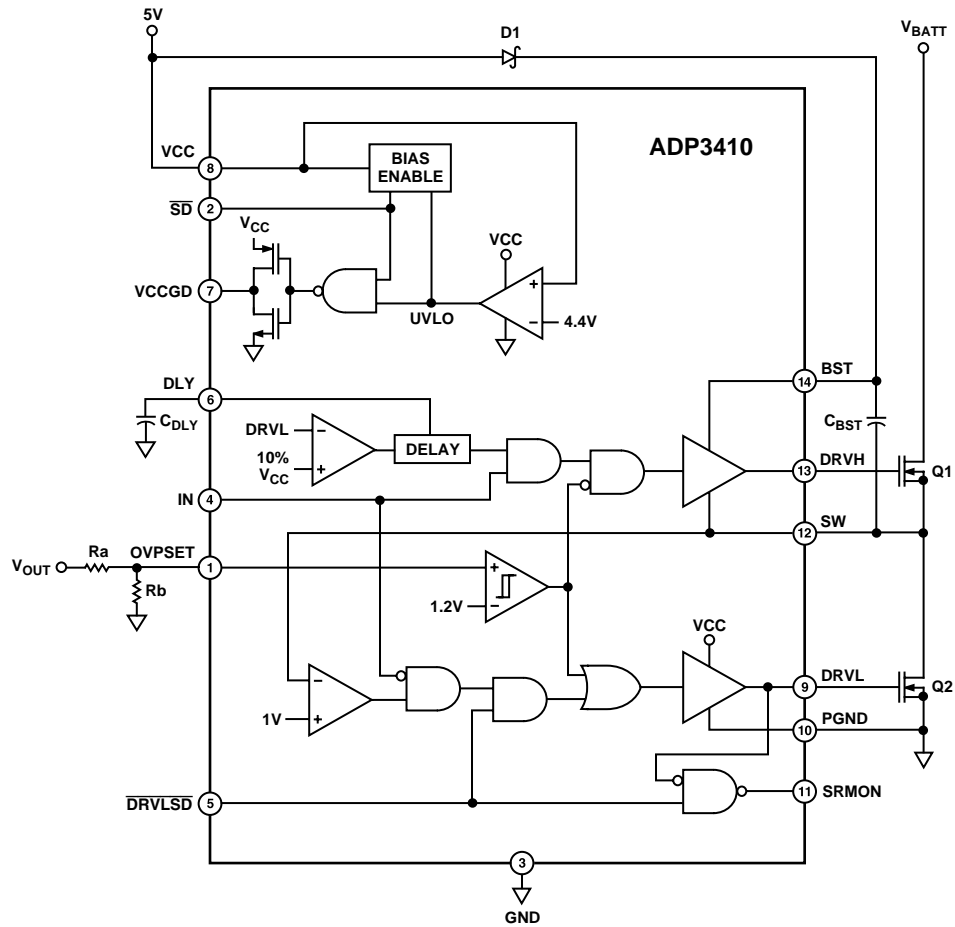 5V
D1
VBATT
ADP3410
VCC
8
BIAS
ENABLE
SD
2
VCC
VCC
+
VCCGD
7
UVLO
−
4.4V
DLY
6
14
BST
CDLY
DRVL
−
DELAY
CBST
10%
VCC
+
13
DRVH
Q1
IN
4
12
SW
VOUT
Ra
OVPSET
1
+
Rb
1.2V
−
VCC
−
9
DRVL
Q2
1V
+
10
PGND
DRVLSD
5
11
SRMON
3
GND